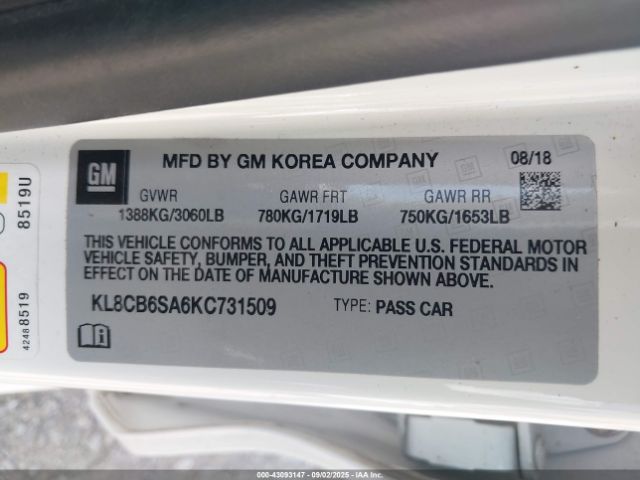 GM
MFD BY GM KOREA COMPANY 08/18
GVWR GAWR FRT GAWR RR
1388KG/3060LB 780KG/1719LB 750KG/1653LB
THIS VEHICLE CONFORMS TO ALL APPLICABLE U.S. FEDERAL MOTOR
VEHICLE SAFETY, BUMPER, AND THEFT PREVENTION STANDARDS IN
EFFECT ON THE DATE OF MANUFACTURE SHOWN ABOVE.
KL8CB6SA6KC731509 TYPE: PASS CAR
8519U
42488519
000-43093147 - 09/02/2025 - IAAI.COM